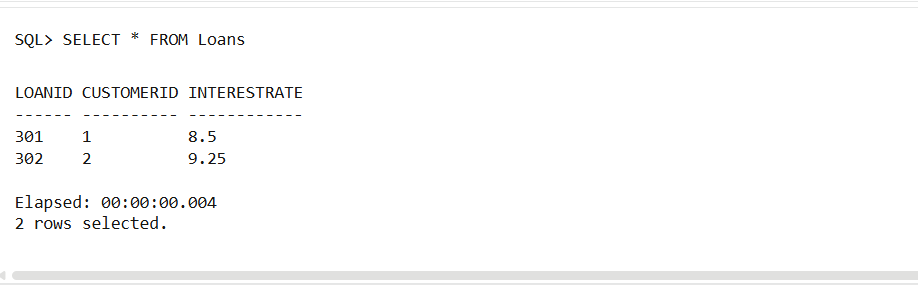 SQL> SELECT * FROM Loans
LOANID CUSTOMERID INTERESTRATE
------ ---------- ------------
301    1          8.5
302    2          9.25
Elapsed: 00:00:00.004
2 rows selected.